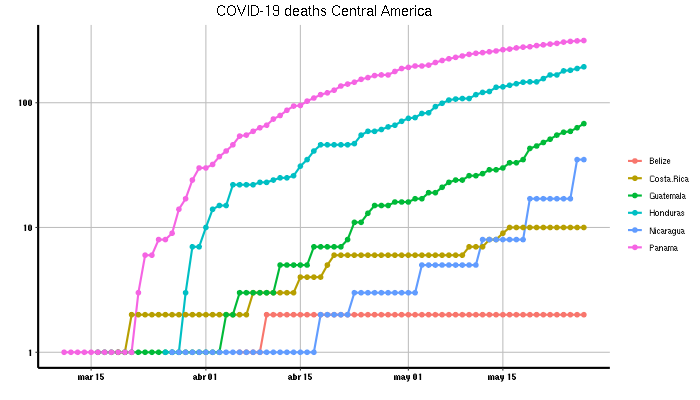 COVID-19 deaths Central America
100
10
1
mar 15
abr 01
abr 15
may 01
may 15
Belize
Costa.Rica
Guatemala
Honduras
Nicaragua
Panama